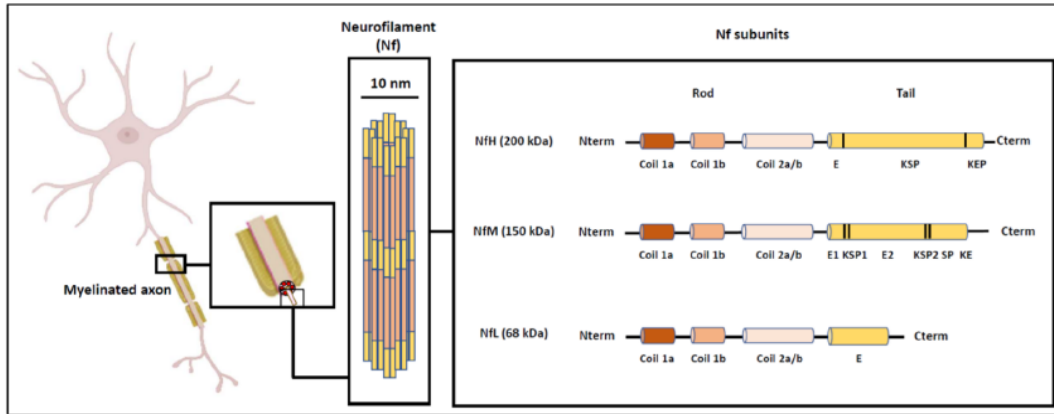 Neurofilament
(Nf)
10 nm
Myelinated axon
Nf subunits
Rod Tail
NfH (200 kDa) Nterm Cterm
Coil 1a Coil 1b Coil 2a/b E KSP KEP
NfM (150 kDa) Nterm Cterm
Coil 1a Coil 1b Coil 2a/b E1 KSP1 E2 KSP2 SP KE
NfL (68 kDa) Nterm Cterm
Coil 1a Coil 1b Coil 2a/b E